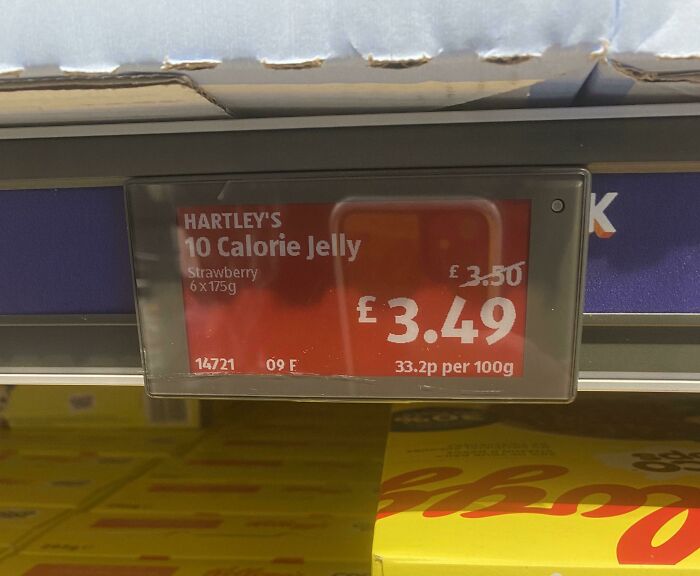 HARTLEY'S
10 Calorie Jelly
Strawberry
6 x 175g
£ 3.50
£ 3.49
14721 09 F
33.2p per 100g
K